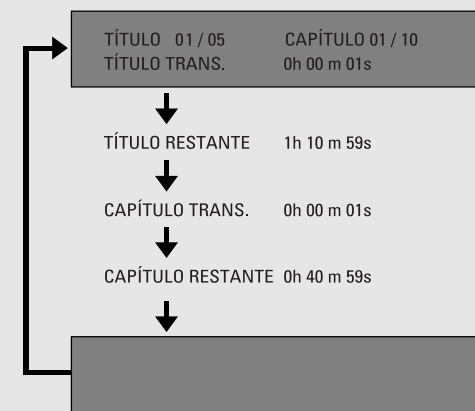 TÍTULO 01 / 05 CAPÍTULO 01 / 10
TÍTULO TRANS. 0h 00 m 01s
TÍTULO RESTANTE 1h 10 m 59s
CAPÍTULO TRANS. 0h 00 m 01s
CAPÍTULO RESTANTE 0h 40 m 59s